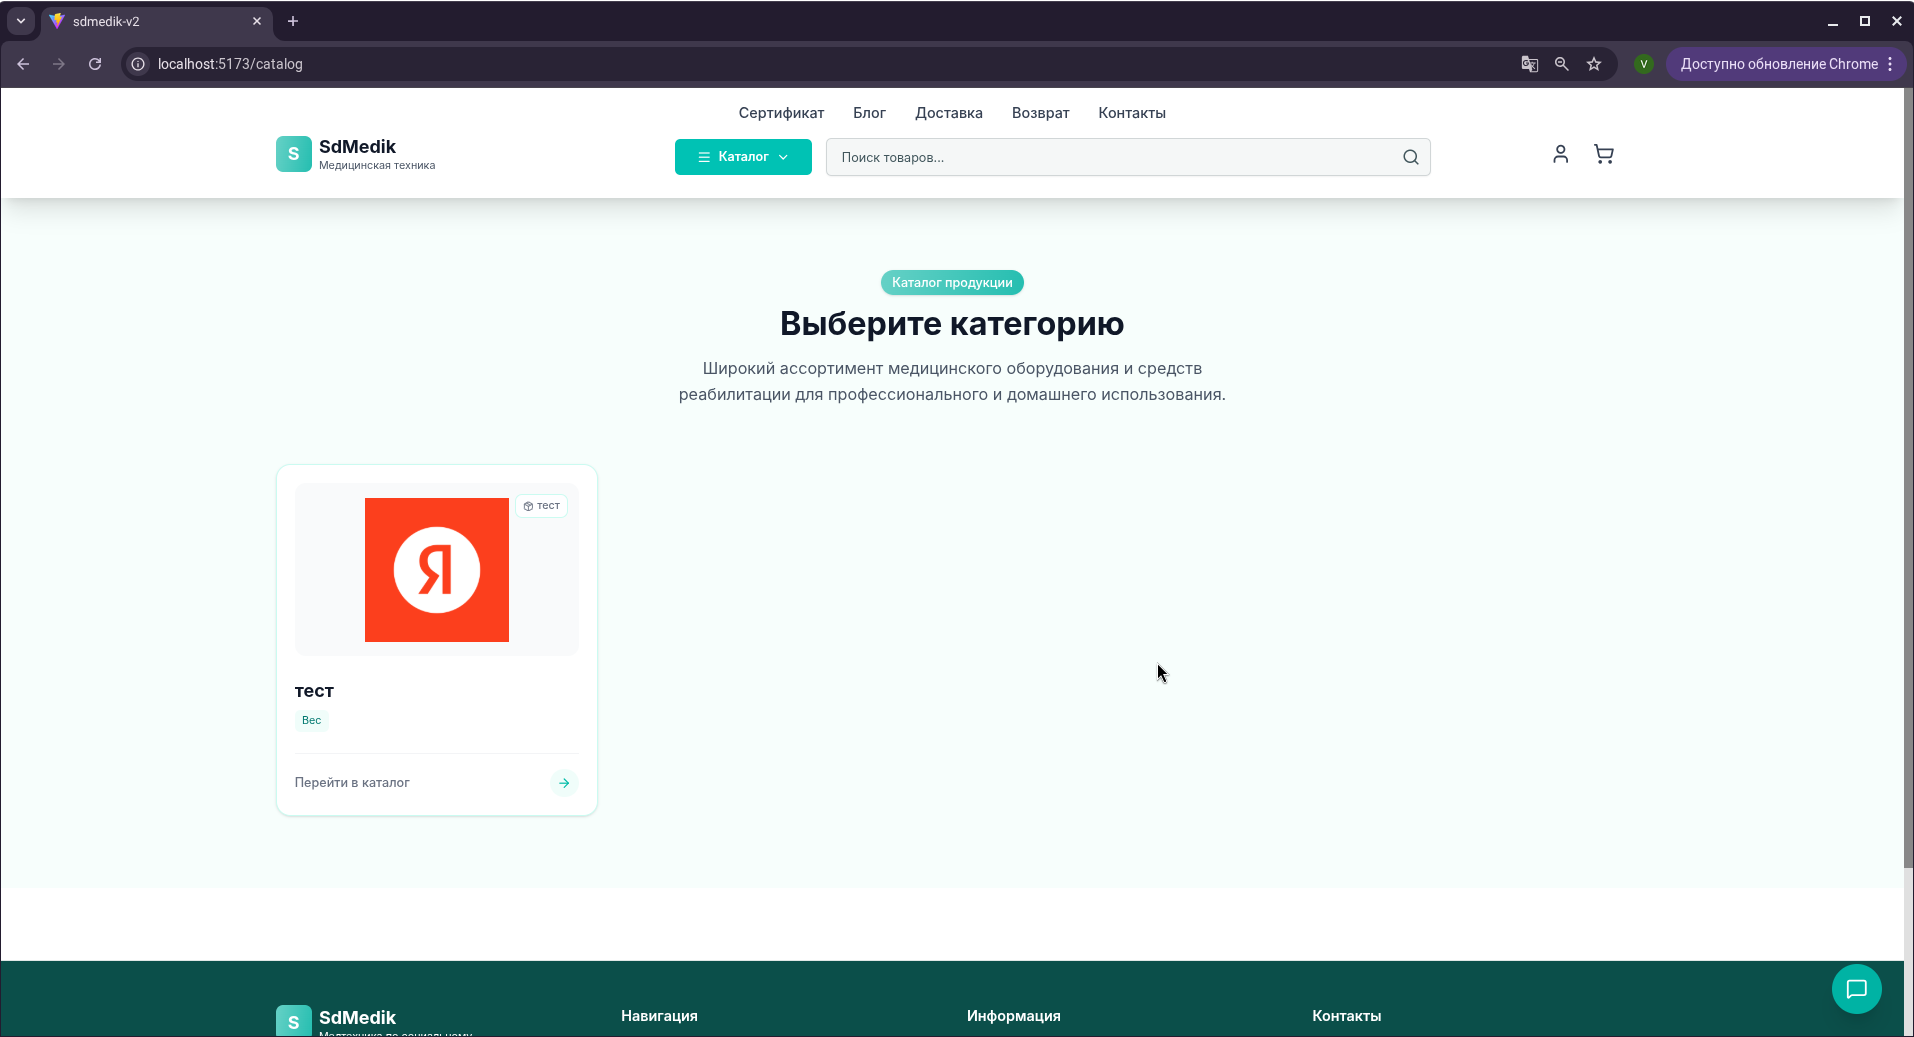 sdmedik-v2
localhost:5173/catalog
V
Доступно обновление Chrome
Сертификат Блог Доставка Возврат Контакты
S SdMedik
Медицинская техника
Каталог
Поиск товаров...
Каталог продукции
Выберите категорию
Широкий ассортимент медицинского оборудования и средств
реабилитации для профессионального и домашнего использования.
тест
Я
тест
Вес
Перейти в каталог
S SdMedik
Навигация
Информация
Контакты